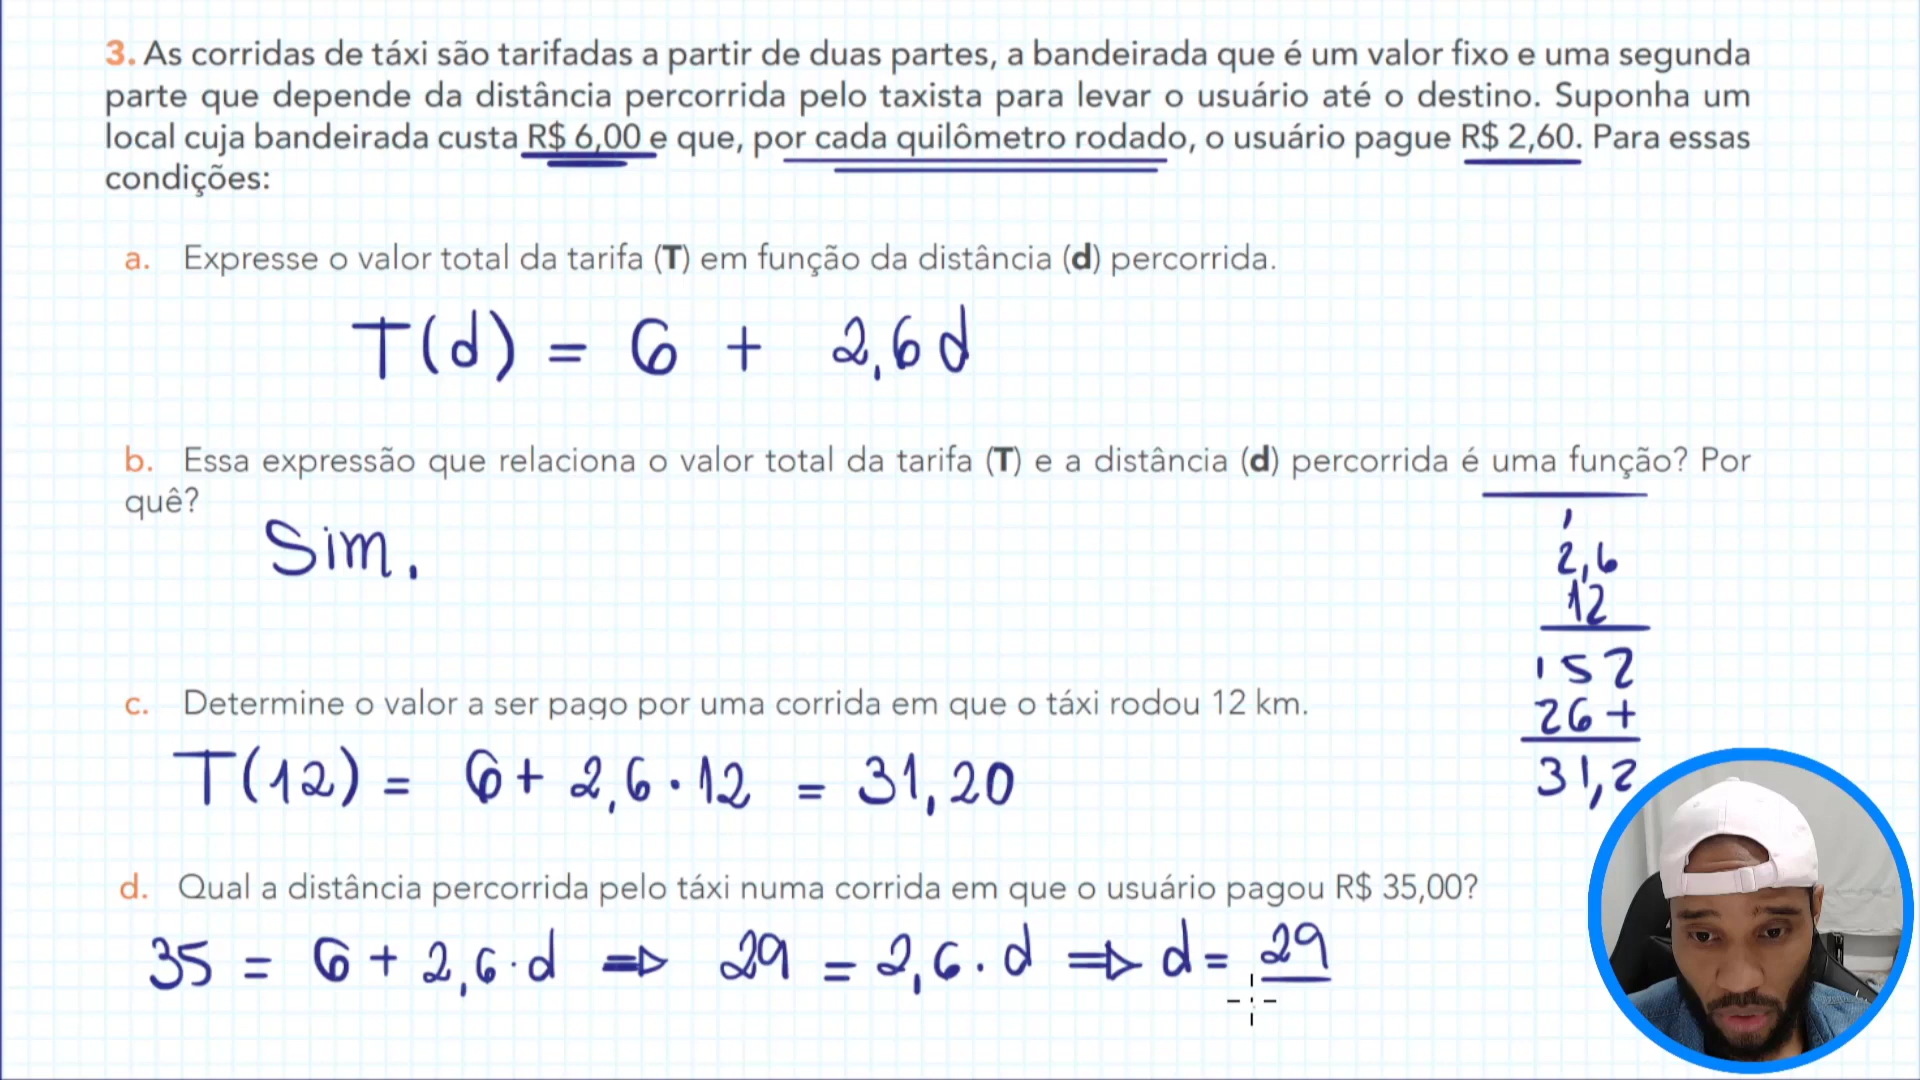 3. As corridas de táxi são tarifadas a partir de duas partes, a bandeirada que é um valor fixo e uma segunda
parte que depende da distância percorrida pelo taxista para levar o usuário até o destino. Suponha um
local cuja bandeirada custa R$ 6,00 e que, por cada quilômetro rodado, o usuário pague R$ 2,60. Para essas
condições:
a. Expresse o valor total da tarifa (T) em função da distância (d) percorrida.
T(d) = 6 + 2,6d
b. Essa expressão que relaciona o valor total da tarifa (T) e a distância (d) percorrida é uma função? Por
quê?
Sim.
2,6
12
152
26+
31,2
c. Determine o valor a ser pago por uma corrida em que o táxi rodou 12 km.
T(12) = 6 + 2,6 · 12 = 31,20
d. Qual a distância percorrida pelo táxi numa corrida em que o usuário pagou R$ 35,00?
35 = 6 + 2,6 · d ⇒ 29 = 2,6 · d ⇒ d = 29